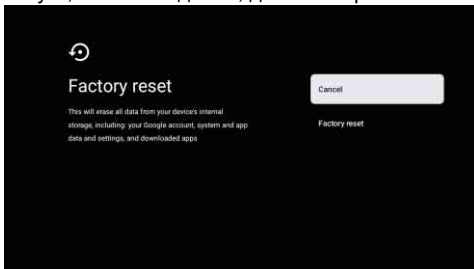 Factory reset
This will erase all data from your device's internal
storage, including: your Google account, system and app
data and settings, and downloaded apps
Cancel
Factory reset